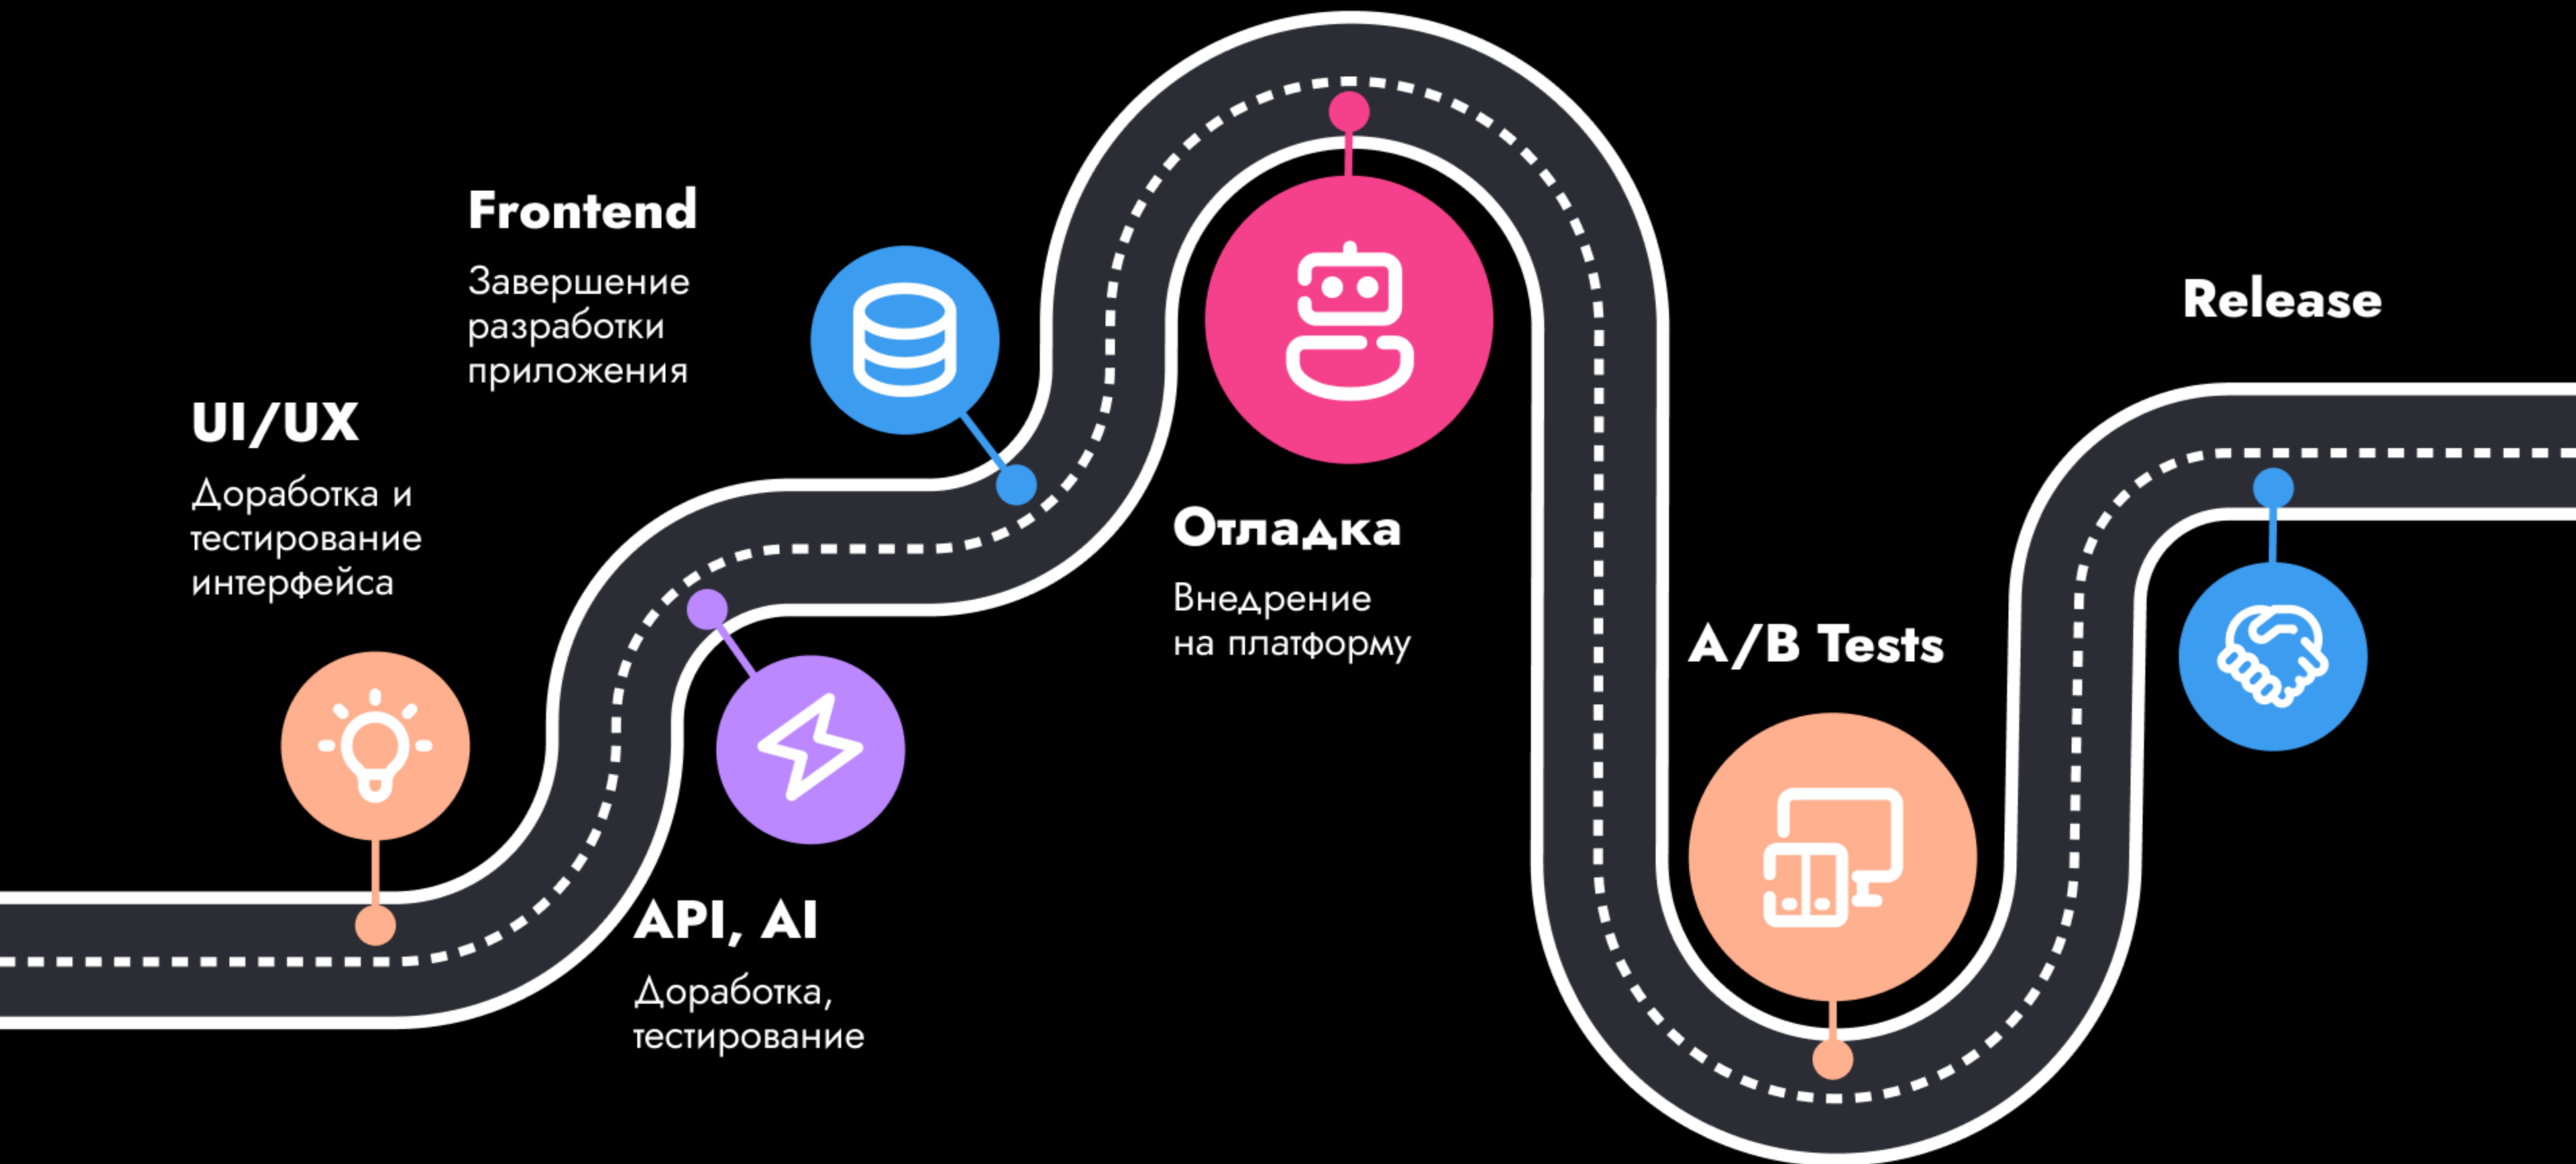 UI/UX
Доработка и
тестирование
интерфейса
API, AI
Доработка,
тестирование
Frontend
Завершение
разработки
приложения
Отладка
Внедрение
на платформу
A/B Tests
Release